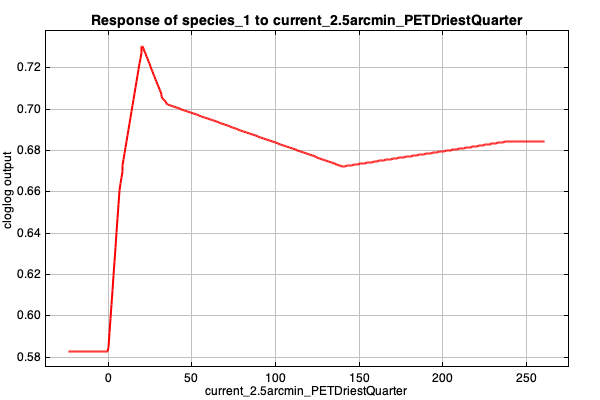 Response of species_1 to current_2.5arcmin_PETDriestQuarter
cloglog output
0.72
0.70
0.68
0.66
0.64
0.62
0.60
0.58
0 50 100 150 200 250
current_2.5arcmin_PETDriestQuarter